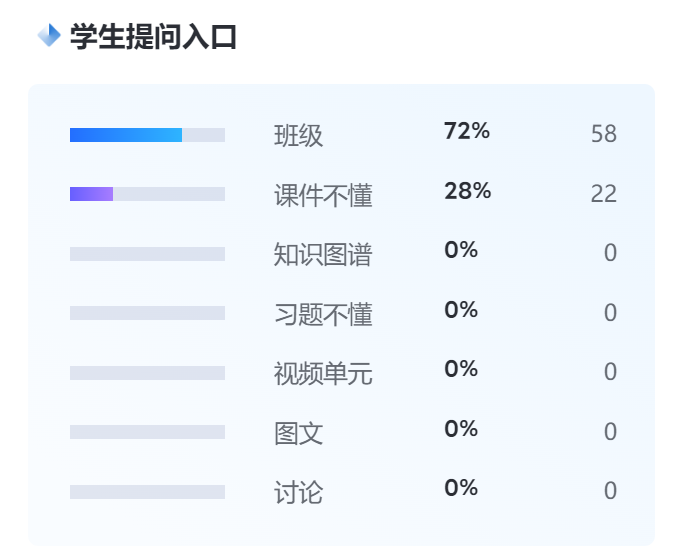 学生提问入口
班级 72% 58
课件不懂 28% 22
知识图谱 0% 0
习题不懂 0% 0
视频单元 0% 0
图文 0% 0
讨论 0% 0